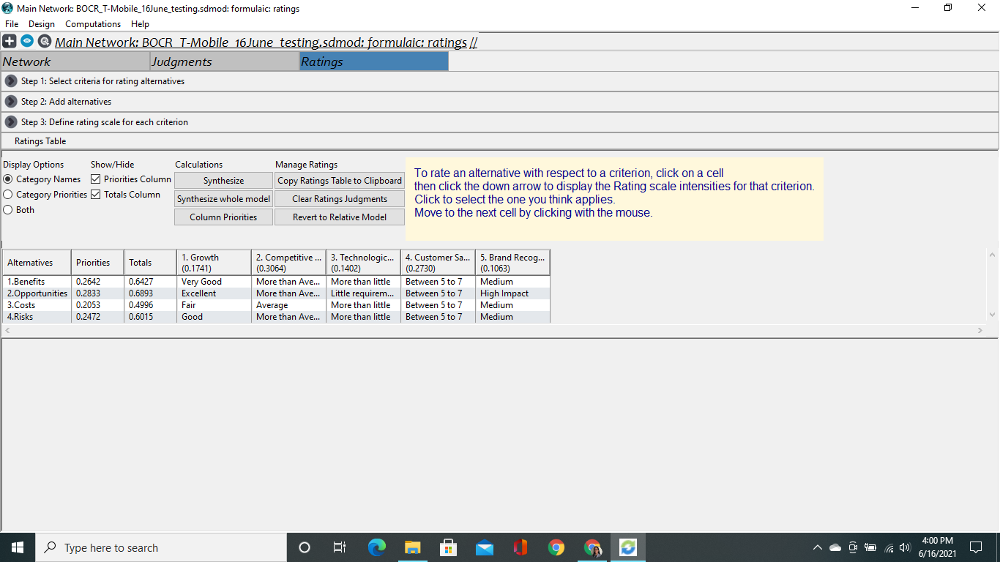 Main Network: BOCR_T-Mobile_16June_testing.sdmod: formulaic: ratings
File Design Computations Help
Main Network: BOCR_T-Mobile_16June_testing.sdmod: formulaic: ratings //
Network Judgments Ratings
Step 1: Select criteria for rating alternatives
Step 2: Add alternatives
Step 3: Define rating scale for each criterion
Ratings Table
Display Options Show/Hide Calculations Manage Ratings
Category Names Priorities Column Synthesize Copy Ratings Table to Clipboard
Category Priorities Totals Column Synthesize whole model Clear Ratings Judgments
Both Column Priorities Revert to Relative Model
To rate an alternative with respect to a criterion, click on a cell
then click the down arrow to display the Rating scale intensities for that criterion.
Click to select the one you think applies.
Move to the next cell by clicking with the mouse.
Alternatives Priorities Totals 1. Growth (0.1741) 2. Competitive ... (0.3064) 3. Technologic... (0.1402) 4. Customer Sa... (0.2730) 5. Brand Recog... (0.1063)
1.Benefits 0.2642 0.6427 Very Good More than Ave... More than little Between 5 to 7 Medium
2.Opportunities 0.2833 0.6893 Excellent More than Ave... Little requirem... Between 5 to 7 High Impact
3.Costs 0.2053 0.4996 Fair Average More than little Between 5 to 7 Medium
4.Risks 0.2472 0.6015 Good More than Ave... More than little Between 5 to 7 Medium
Type here to search
4:00 PM
6/16/2021